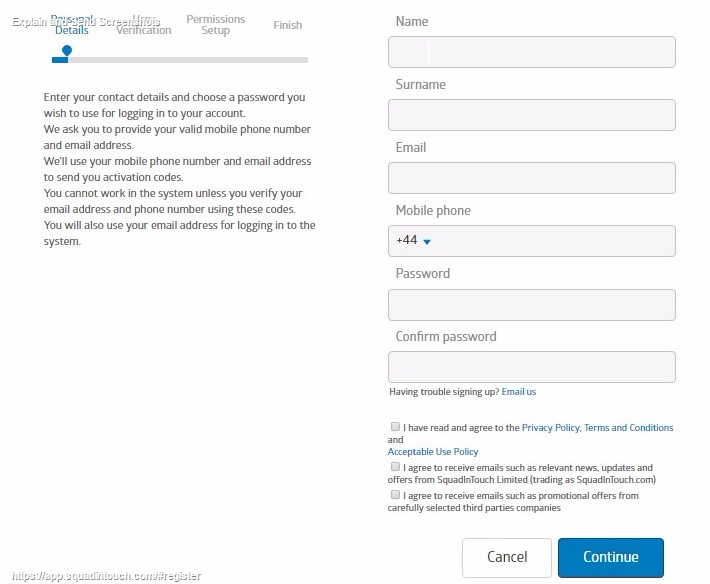 Explain and Send Screenshots
Personal
Details
User
Verification
Permissions
Setup
Finish
Enter your contact details and choose a password you
wish to use for logging in to your account.
We ask you to provide your valid mobile phone number
and email address.
We'll use your mobile phone number and email address
to send you activation codes.
You cannot work in the system unless you verify your
email address and phone number using these codes.
You will also use your email address for logging in to the
system.
Name
Surname
Email
Mobile phone
+44
Password
Confirm password
Having trouble signing up? Email us
I have read and agree to the Privacy Policy, Terms and Conditions
and
Acceptable Use Policy
I agree to receive emails such as relevant news, updates and
offers from SquadInTouch Limited (trading as SquadInTouch.com)
I agree to receive emails such as promotional offers from
carefully selected third parties companies
Cancel
Continue
https://app.squadintouch.com/#register